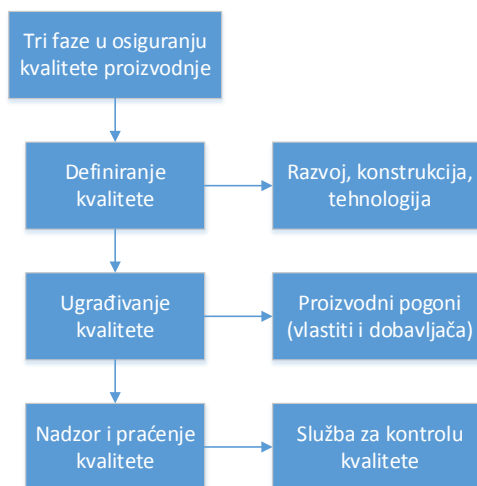 Tri faze u osiguranju
kvalitete proizvodnje
Definiranje
kvalitete
Razvoj, konstrukcija,
tehnologija
Ugrađivanje
kvalitete
Proizvodni pogoni
(vlastiti i dobavljača)
Nadzor i praćenje
kvalitete
Služba za kontrolu
kvalitete